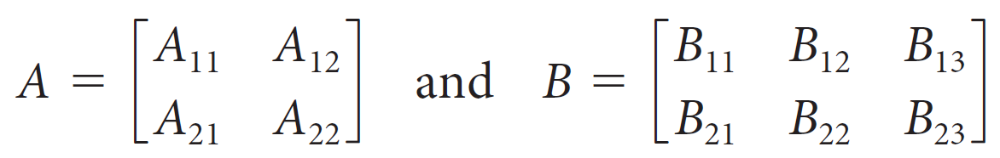 A = [A₁₁ A₁₂ and B = [B₁₁ B₁₂ B₁₃
A₂₁ A₂₂] B₂₁ B₂₂ B₂₃]